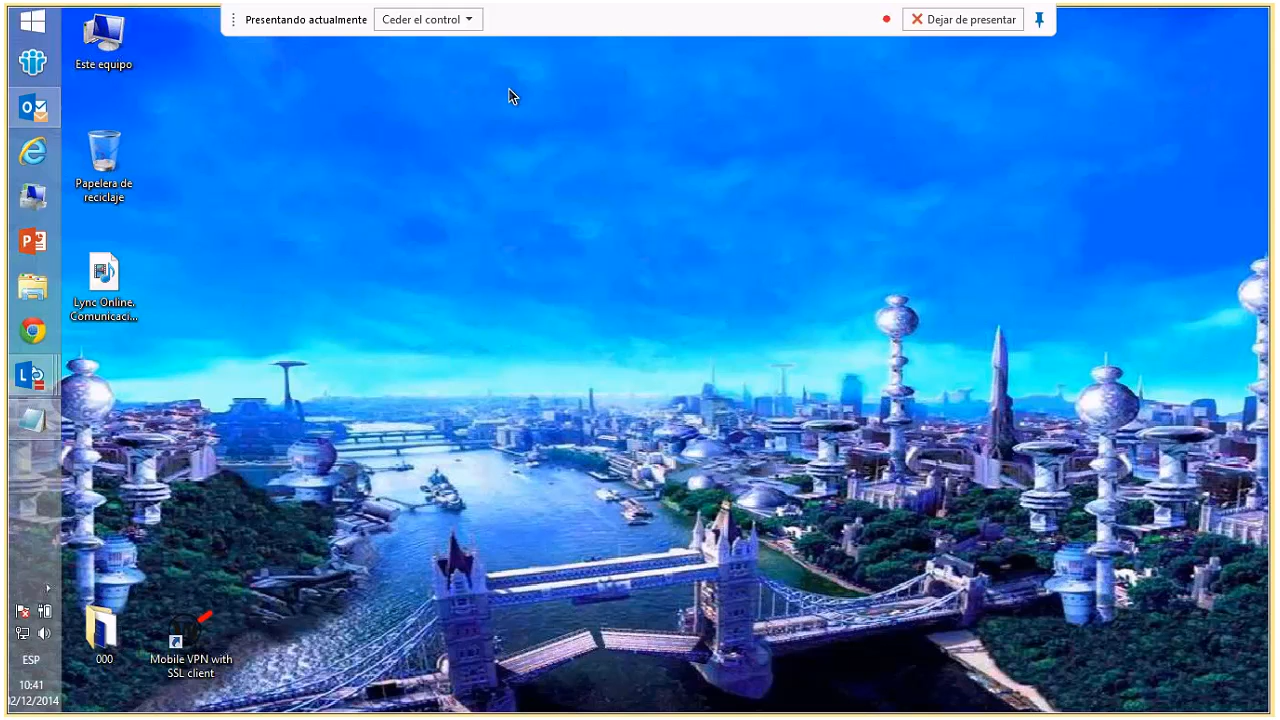 Presentando actualmente
Ceder el control
Dejar de presentar
Este equipo
Papelera de
reciclaje
Lync Online.
Comunicaci...
000
Mobile VPN with
SSL client
ESP
10:41
2/12/2014